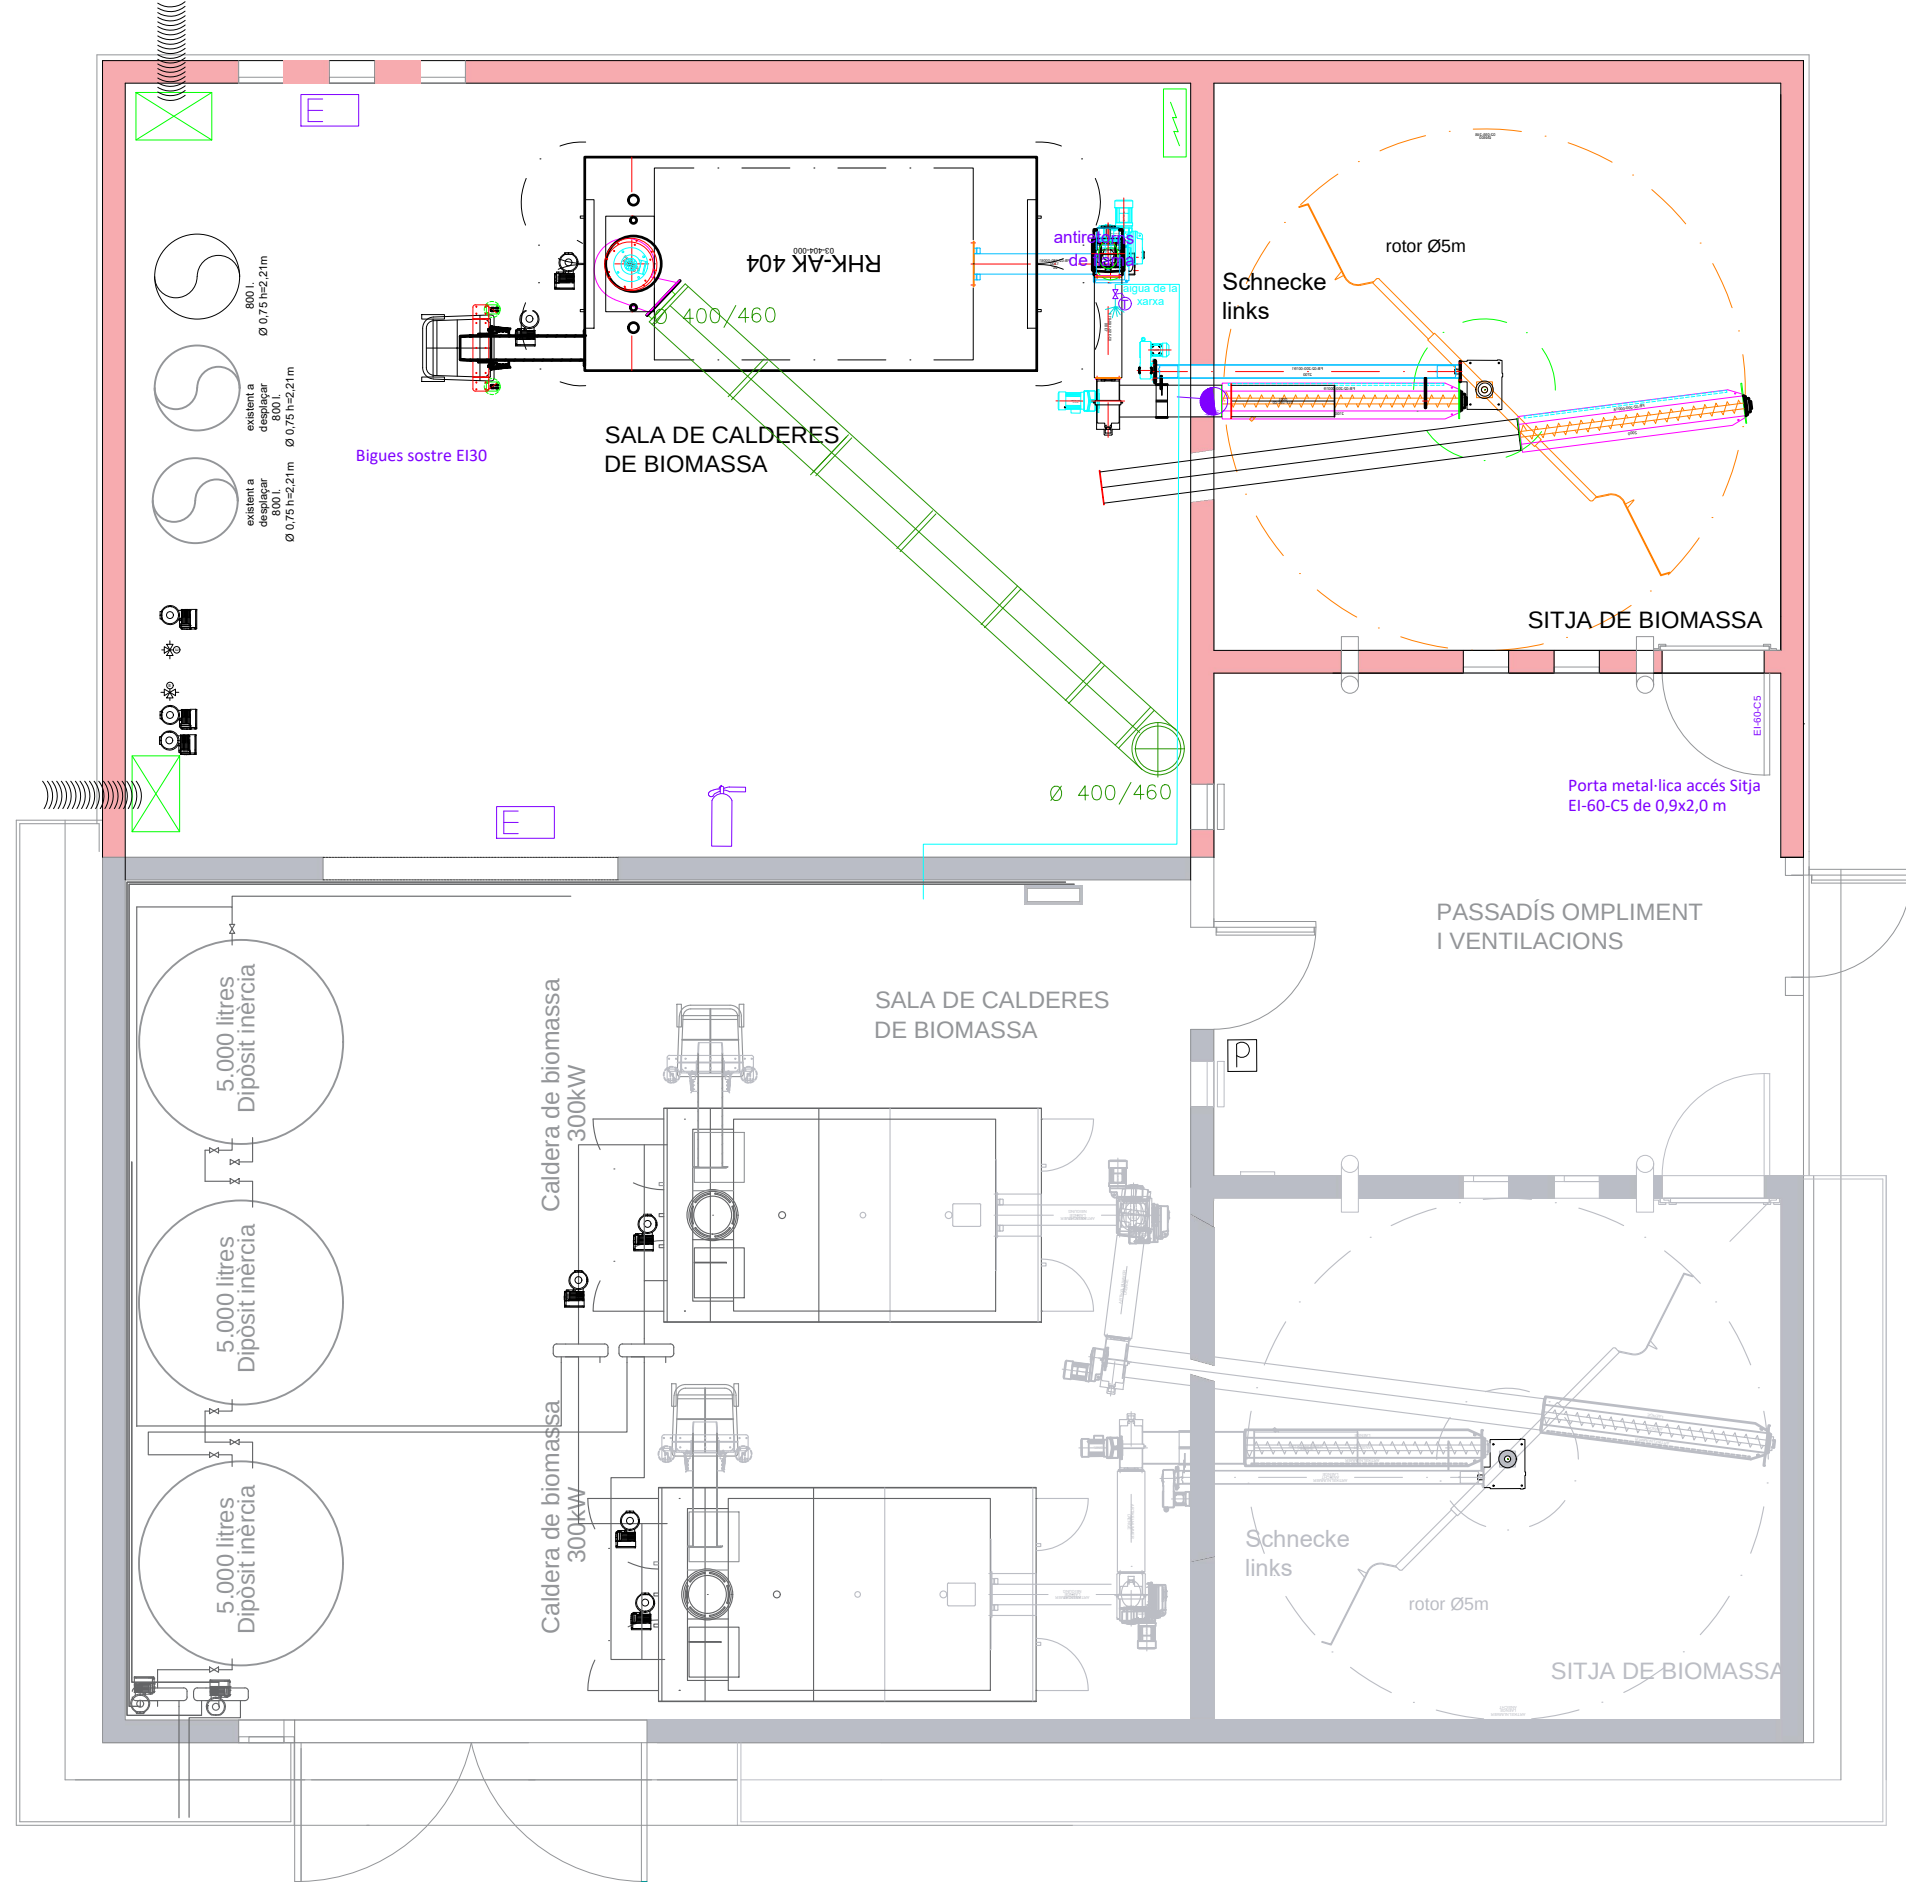 E
800 l.
Ø 0,75 h=2,21m
existent a
desplaçar
800 l.
Ø 0,75 h=2,21m
existent a
desplaçar
800 l.
Ø 0,75 h=2,21m
RHK-AK 404
03-404-000
antiretorns
de flama
aigua de la
xarxa
T
Ø 400/460
SALA DE CALDERES
DE BIOMASSA
Bigues sostre EI30
rotor Ø5m
Schnecke
links
SITJA DE BIOMASSA
EI-60-C5
Porta metal·lica accés Sitja
EI-60-C5 de 0,9x2,0 m
Ø 400/460
E
PASSADÍS OMPLIMENT
I VENTILACIONS
SALA DE CALDERES
DE BIOMASSA
P
5.000 litres
Dipòsit inèrcia
5.000 litres
Dipòsit inèrcia
5.000 litres
Dipòsit inèrcia
Caldera de biomassa
300kW
Caldera de biomassa
300kW
Schnecke
links
rotor Ø5m
SITJA DE BIOMASSA